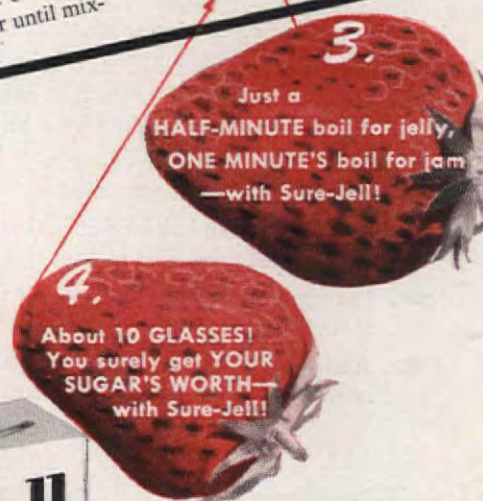 r until mix-
3.
Just a
HALF-MINUTE boil for jelly,
ONE MINUTE'S boil for jam
—with Sure-Jell!
4.
About 10 GLASSES!
You surely get YOUR
SUGAR'S WORTH—
with Sure-Jell!
ll